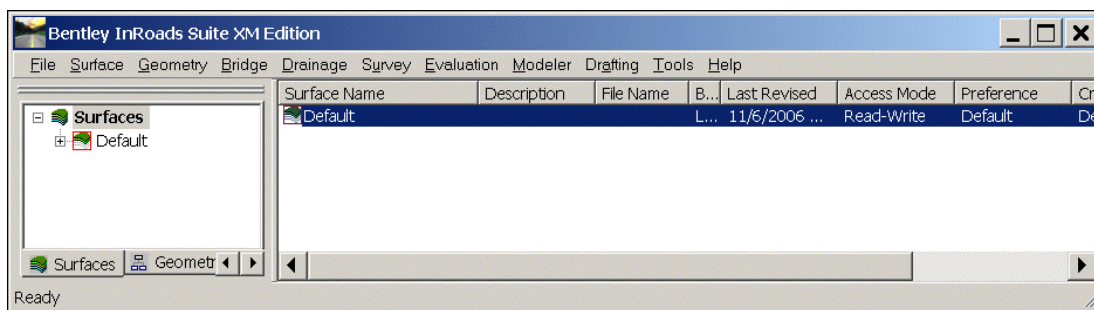 Bentley InRoads Suite XM Edition
File Surface Geometry Bridge Drainage Survey Evaluation Modeler Drafting Tools Help
Surface Name Description File Name B... Last Revised Access Mode Preference Cr
Surfaces
Default
Default L... 11/6/2006 ... Read-Write Default De
Surfaces Geometr
Ready